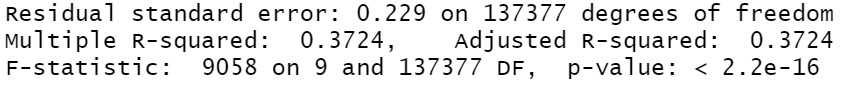 Residual standard error: 0.229 on 137377 degrees of freedom
Multiple R-squared:  0.3724,    Adjusted R-squared:  0.3724
F-statistic:  9058 on 9 and 137377 DF,  p-value: < 2.2e-16